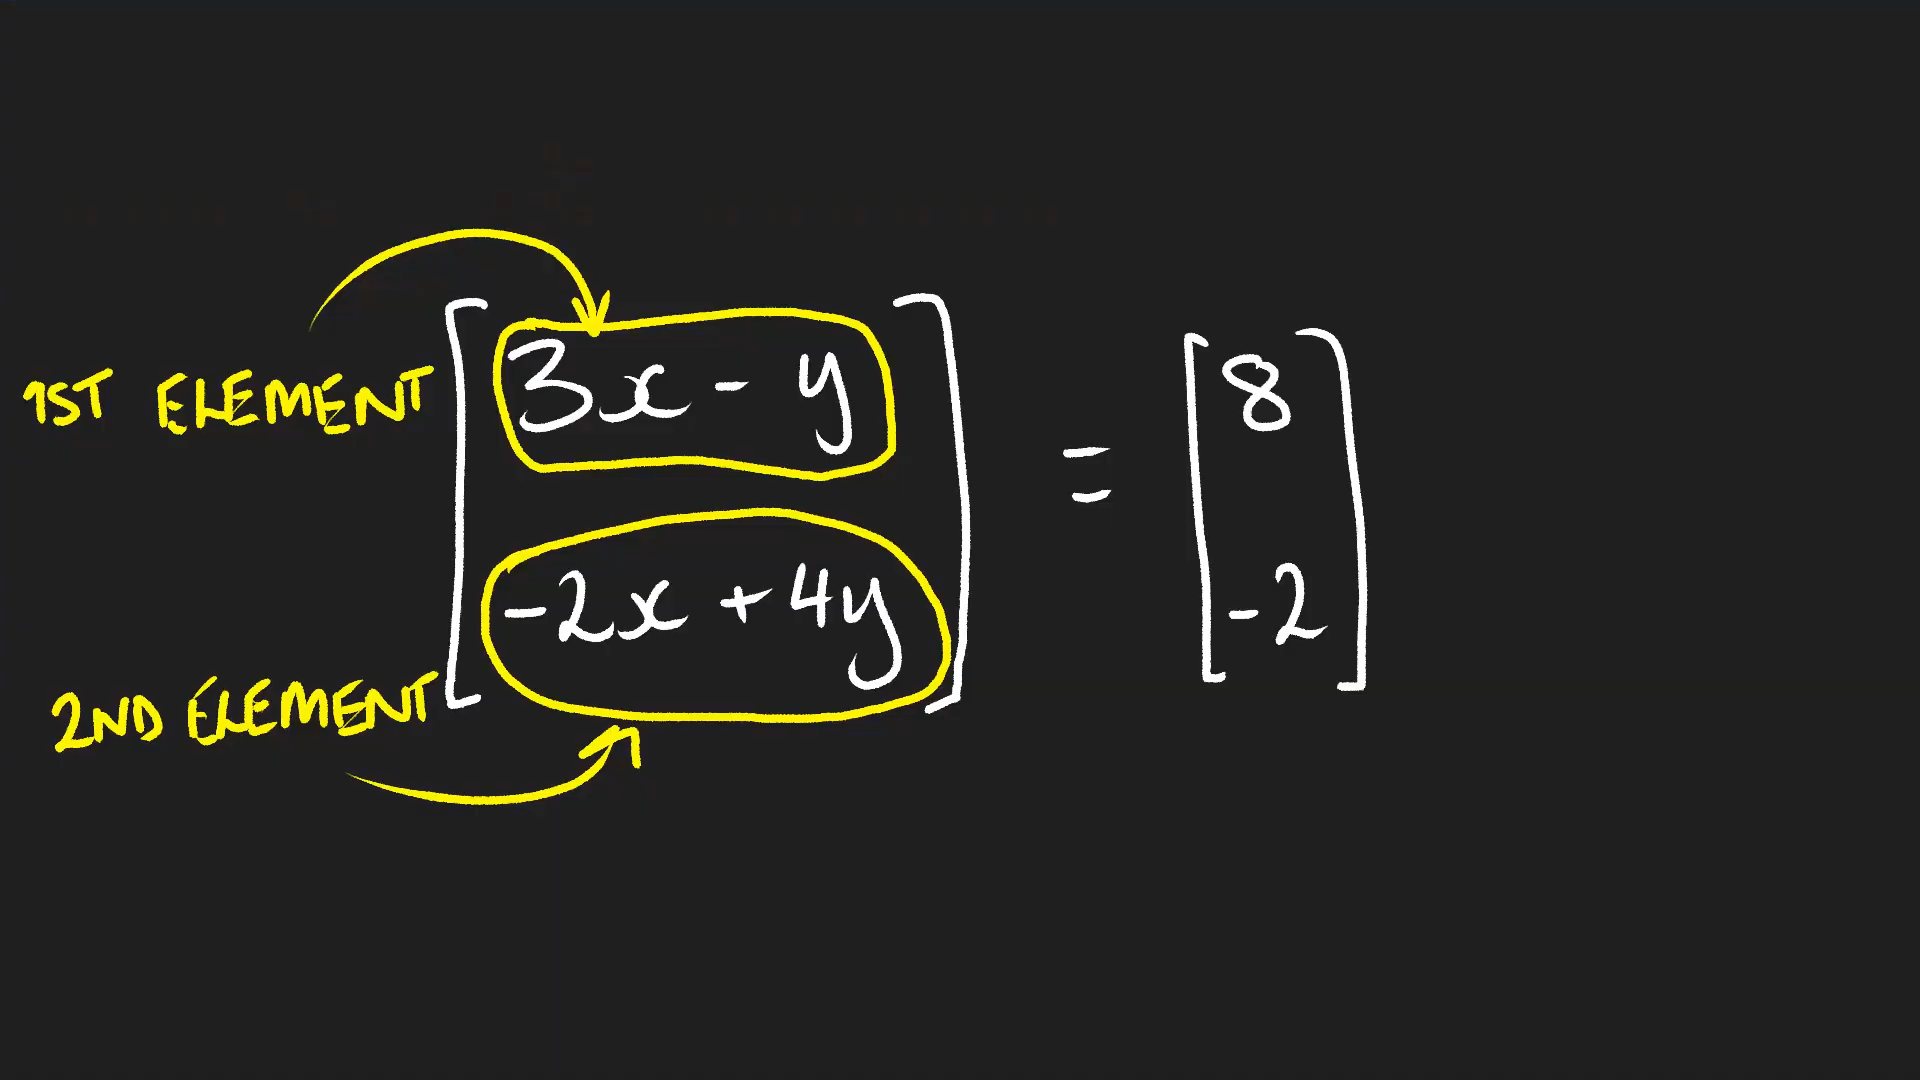 1ST ELEMENT [3x - y] = [8]
2ND ELEMENT [-2x + 4y] [-2]